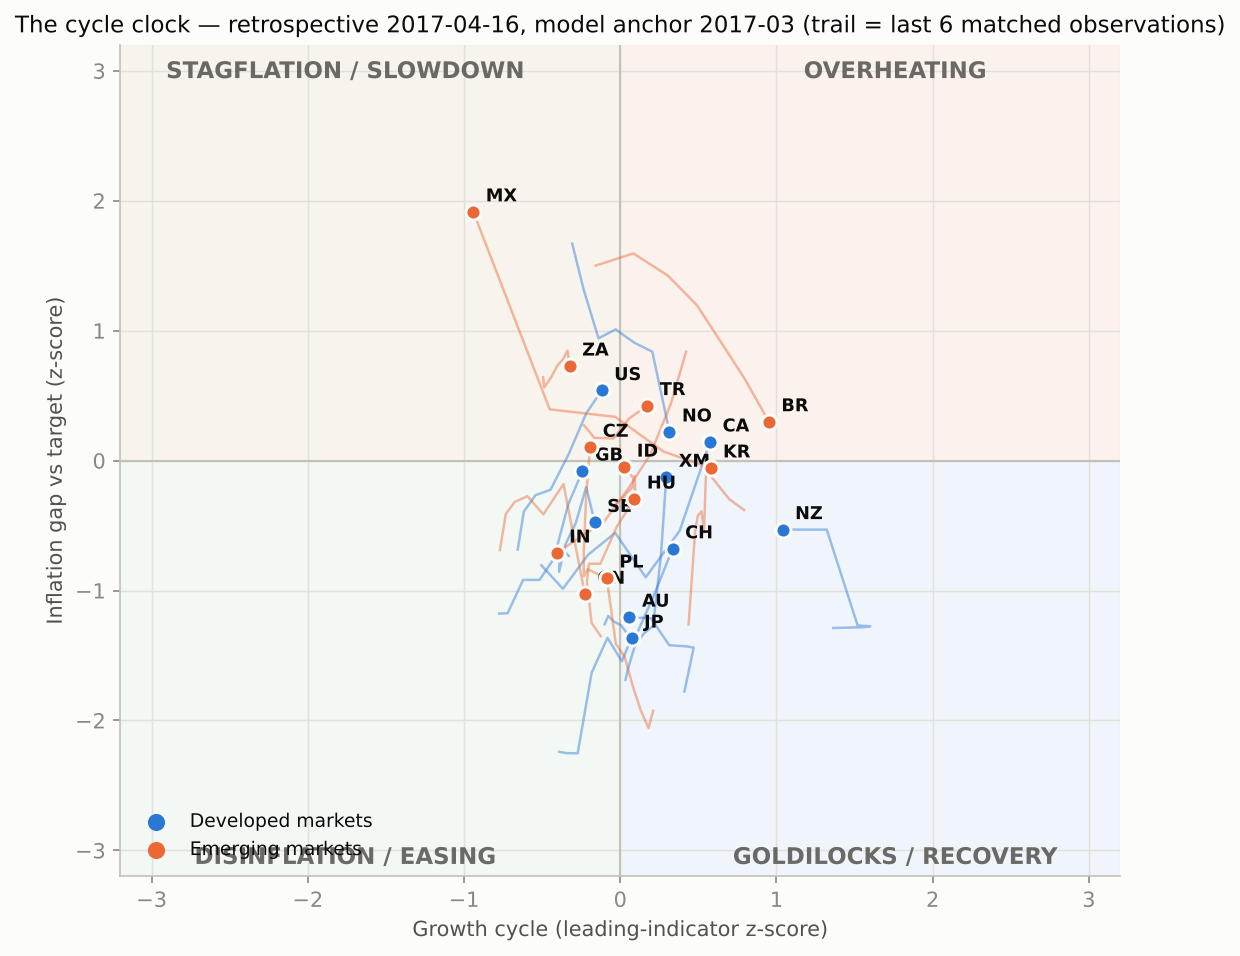 The cycle clock — retrospective 2017-04-16, model anchor 2017-03 (trail = last 6 matched observations)
STAGFLATION / SLOWDOWN
OVERHEATING
3
2
1
0
−1
−2
−3
Inflation gap vs target (z-score)
MX
ZA
US
TR
BR
NO
CA
CZ
GB
ID
XM
KR
HU
SE
NZ
IN
CH
PL
AU
JP
Developed markets
Emerging markets
DISINFLATION / EASING
GOLDILOCKS / RECOVERY
−3
−2
−1
0
1
2
3
Growth cycle (leading-indicator z-score)